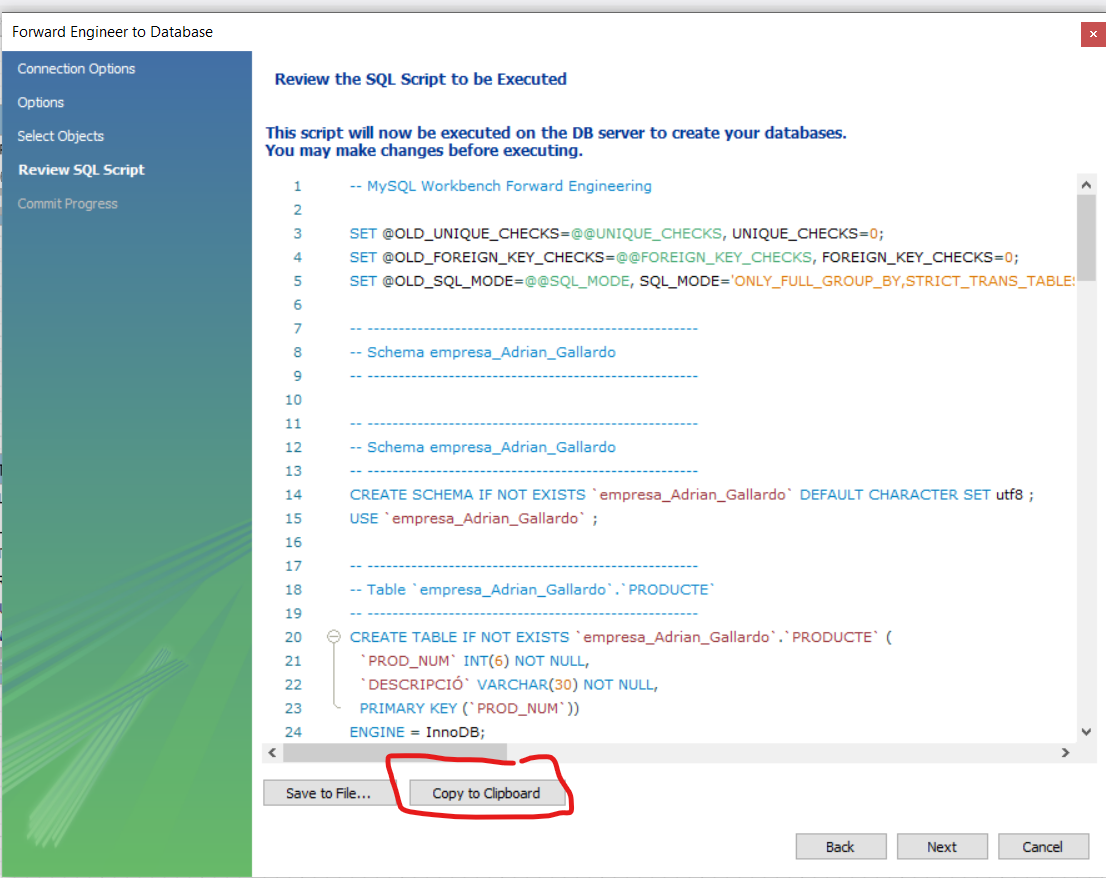 Forward Engineer to Database
Connection Options
Options
Select Objects
Review SQL Script
Commit Progress
Review the SQL Script to be Executed
This script will now be executed on the DB server to create your databases.
You may make changes before executing.
1 -- MySQL Workbench Forward Engineering
2
3 SET @OLD_UNIQUE_CHECKS=@@UNIQUE_CHECKS, UNIQUE_CHECKS=0;
4 SET @OLD_FOREIGN_KEY_CHECKS=@@FOREIGN_KEY_CHECKS, FOREIGN_KEY_CHECKS=0;
5 SET @OLD_SQL_MODE=@@SQL_MODE, SQL_MODE='ONLY_FULL_GROUP_BY,STRICT_TRANS_TABLES
6
7 -- -----------------------------------------------------
8 -- Schema empresa_Adrian_Gallardo
9 -- -----------------------------------------------------
10
11 -- -----------------------------------------------------
12 -- Schema empresa_Adrian_Gallardo
13 -- -----------------------------------------------------
14 CREATE SCHEMA IF NOT EXISTS `empresa_Adrian_Gallardo` DEFAULT CHARACTER SET utf8 ;
15 USE `empresa_Adrian_Gallardo` ;
16
17 -- -----------------------------------------------------
18 -- Table `empresa_Adrian_Gallardo`.`PRODUCTE`
19 -- -----------------------------------------------------
20 CREATE TABLE IF NOT EXISTS `empresa_Adrian_Gallardo`.`PRODUCTE` (
21 `PROD_NUM` INT(6) NOT NULL,
22 `DESCRIPCIÓ` VARCHAR(30) NOT NULL,
23 PRIMARY KEY (`PROD_NUM`))
24 ENGINE = InnoDB;
Save to File...
Copy to Clipboard
Back
Next
Cancel